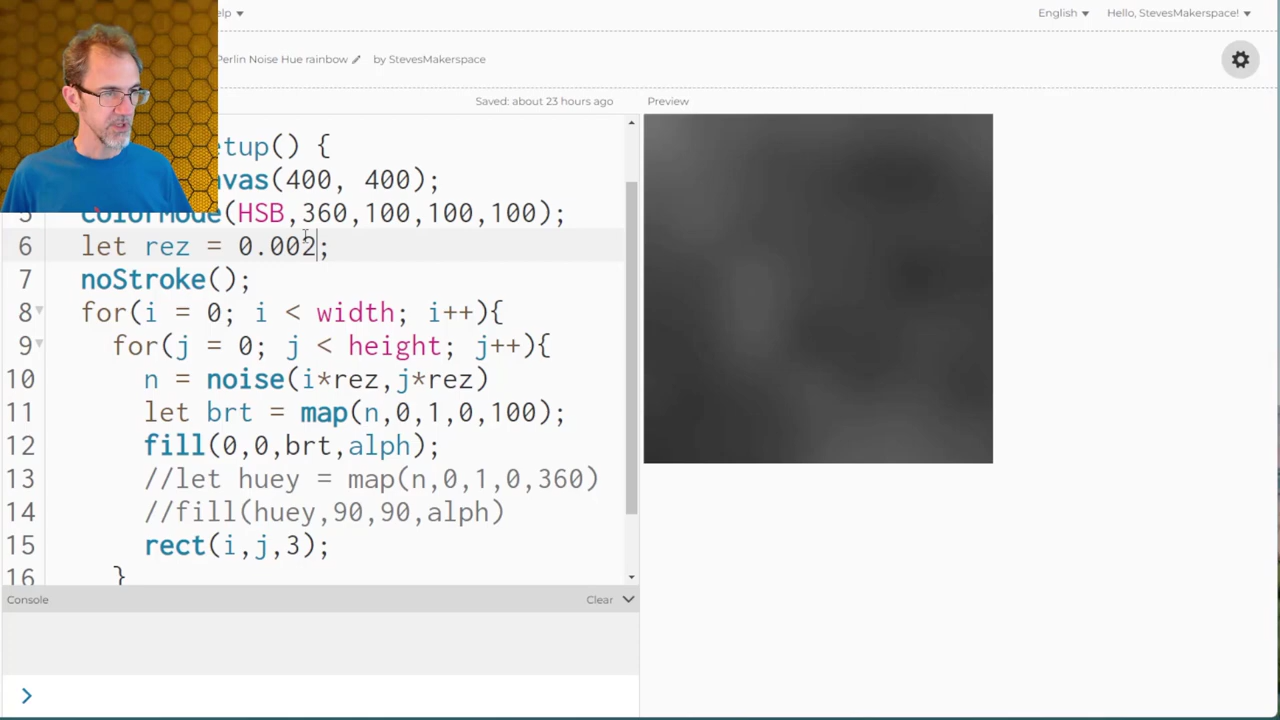 elp
English
Hello, StevesMakerspace!
Perlin Noise Hue rainbow by StevesMakerspace
Saved: about 23 hours ago
Preview
etup() {
nvas(400, 400);
5 colorMode(HSB,360,100,100,100);
6 let rez = 0.002;
7 noStroke();
8 for(i = 0; i < width; i++){
9 for(j = 0; j < height; j++){
10 n = noise(i*rez,j*rez)
11 let brt = map(n,0,1,0,100);
12 fill(0,0,brt,alph);
13 //let huey = map(n,0,1,0,360)
14 //fill(huey,90,90,alph)
15 rect(i,j,3);
16 }
Console
Clear
>